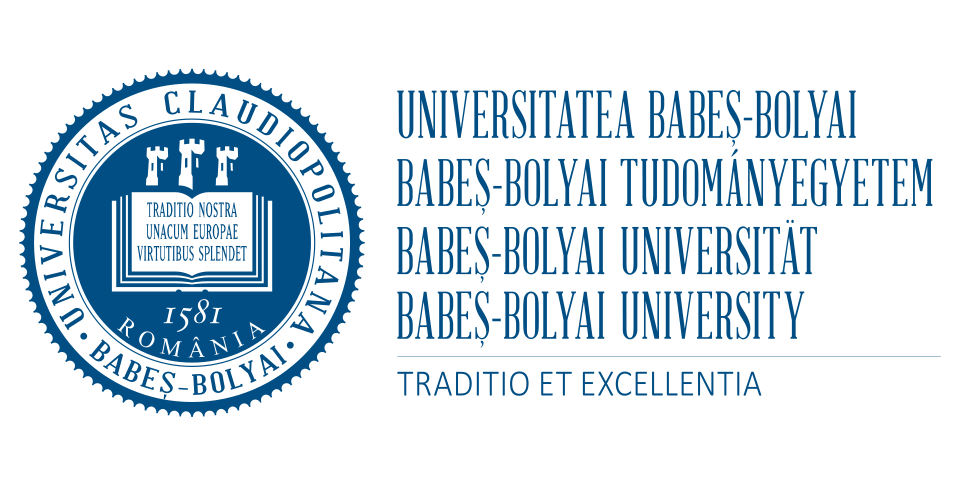 UNIVERSITAS CLAUDIOPOLITANA
TRADITIO NOSTRA
UNACUM EUROPAE
VIRTUTIBUS SPLENDET
1581
ROMÂNIA
• BABEȘ-BOLYAI •
UNIVERSITATEA BABEȘ-BOLYAI
BABEȘ-BOLYAI TUDOMÁNYEGYETEM
BABEȘ-BOLYAI UNIVERSITÄT
BABEȘ-BOLYAI UNIVERSITY
TRADITIO ET EXCELLENTIA